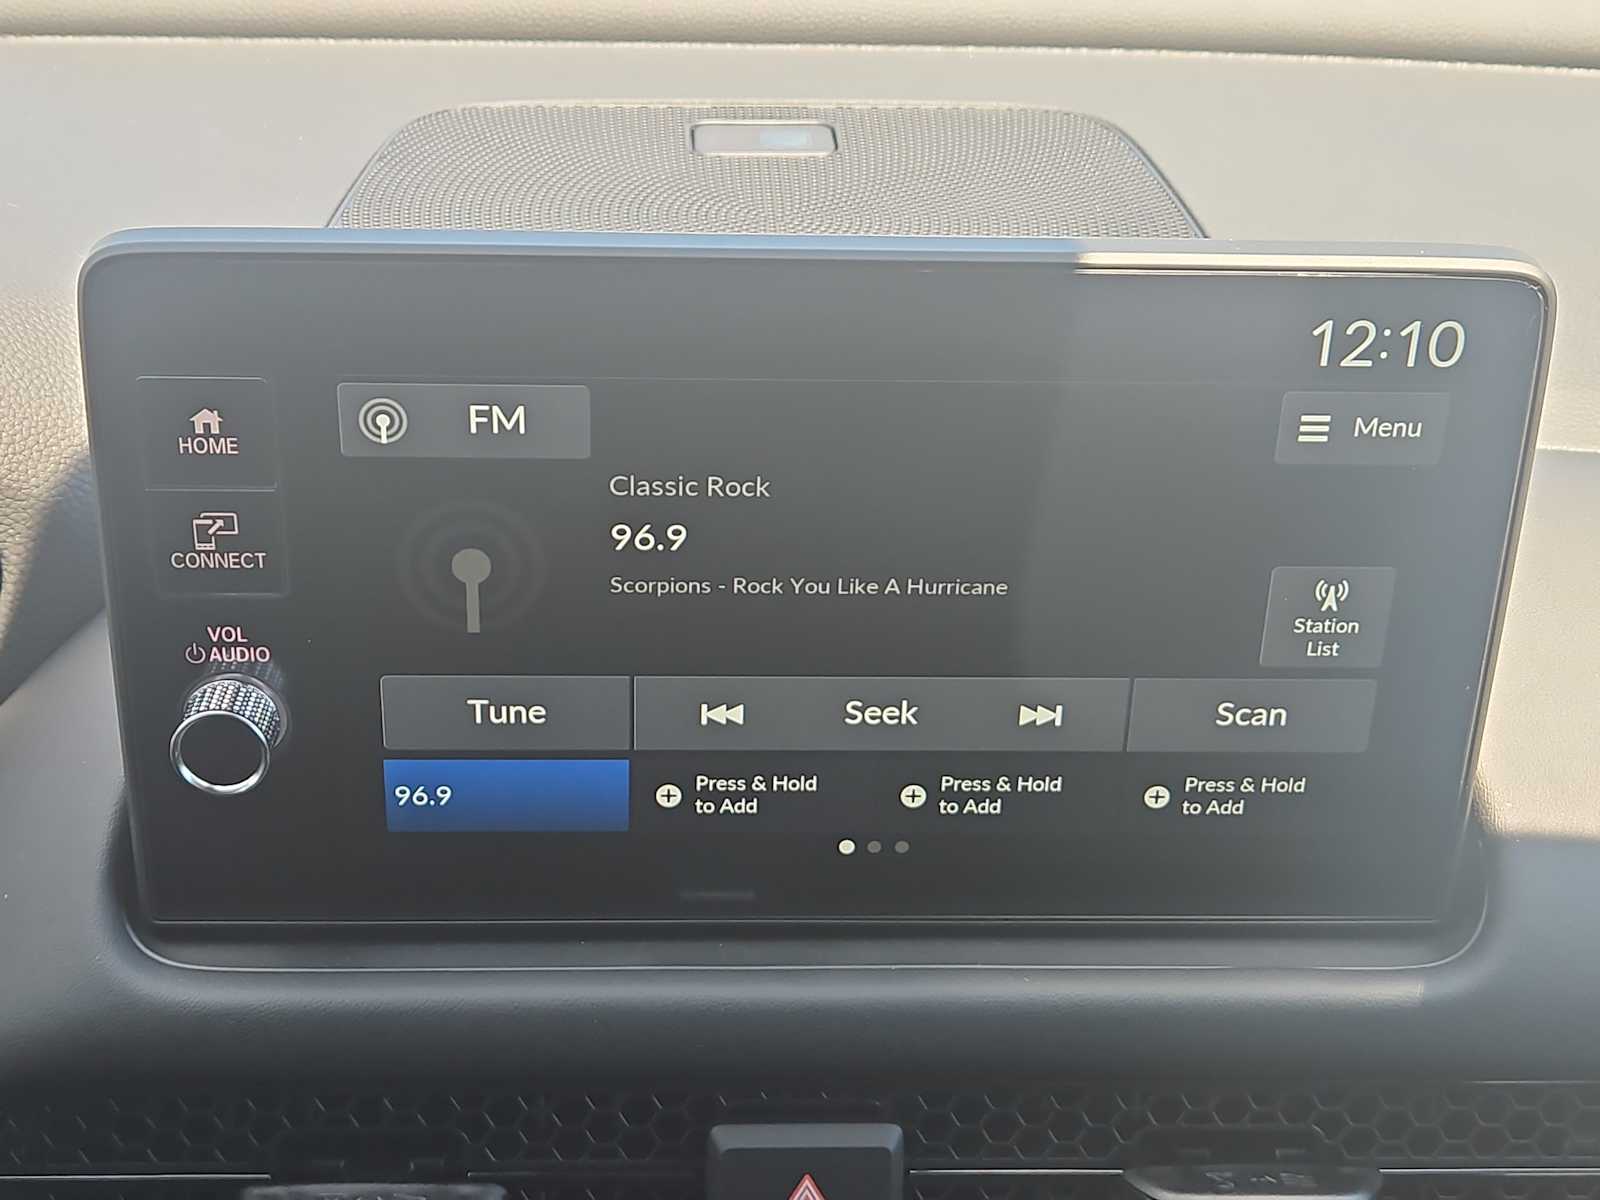 12:10
HOME
FM
Menu
Classic Rock
96.9
CONNECT
Scorpions - Rock You Like A Hurricane
Station
List
VOL
AUDIO
Tune
Seek
Scan
96.9
Press & Hold
to Add
Press & Hold
to Add
Press & Hold
to Add